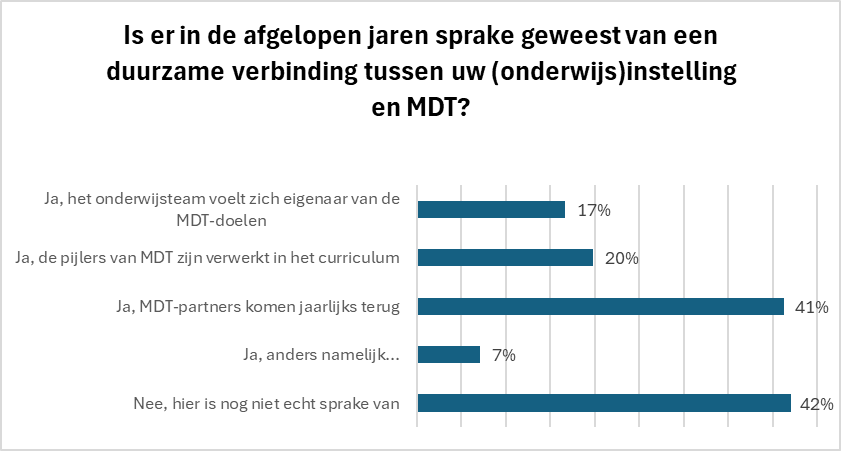 Is er in de afgelopen jaren sprake geweest van een
duurzame verbinding tussen uw (onderwijs)instelling
en MDT?
Ja, het onderwijsteam voelt zich eigenaar van de
MDT-doelen
17%
Ja, de pijlers van MDT zijn verwerkt in het curriculum
20%
Ja, MDT-partners komen jaarlijks terug
41%
Ja, anders namelijk...
7%
Nee, hier is nog niet echt sprake van
42%